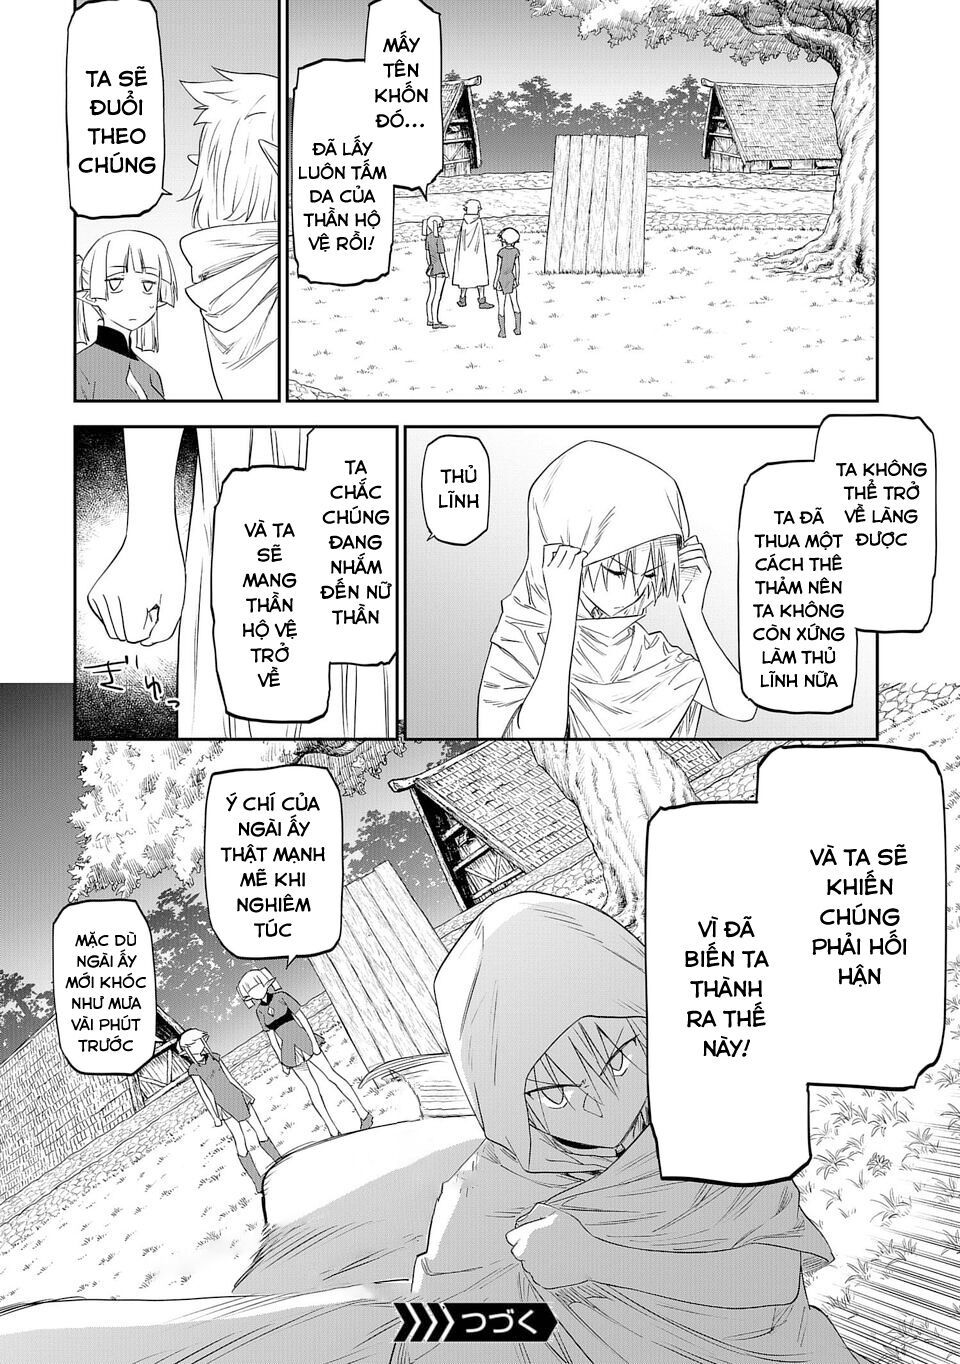 MẤY
TÊN
KHỐN
ĐÓ...
ĐÃ LẤY
LUÔN TẤM
DA CỦA
THẦN HỘ
VỆ RỒI!
TA SẼ
ĐUỔI
THEO
CHÚNG
TA KHÔNG
THỂ TRỞ
VỀ LÀNG
ĐƯỢC
TA ĐÃ
THUA MỘT
CÁCH THÊ
THẢM NÊN
TA KHÔNG
CÒN XỨNG
LÀM THỦ
LĨNH NỮA
THỦ
LĨNH
TA
CHẮC
CHÚNG
ĐANG
NHẮM
ĐẾN NỮ
THẦN
VÀ TA
SẼ
MANG
THẦN
HỘ VỆ
TRỞ
VỀ
ぎゅっ
VÀ TA SẼ
KHIẾN
CHÚNG
PHẢI HỐI
HẬN
VÌ ĐÃ
BIẾN TA
THÀNH
RA THẾ
NÀY!
Ý CHÍ CỦA
NGÀI ẤY
THẬT MẠNH
MẼ KHI
NGHIÊM
TÚC
MẶC DÙ
NGÀI ẤY
MỚI KHÓC
NHƯ MƯA
VÀI PHÚT
TRƯỚC
つづく